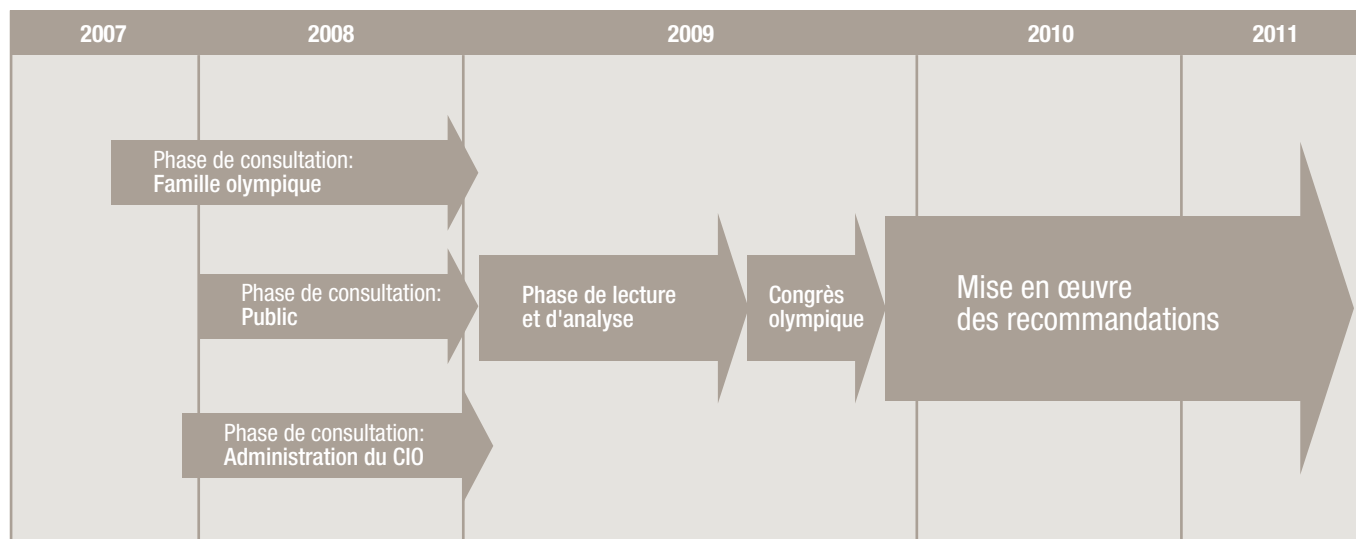 2007 2008 2009 2010 2011
Phase de consultation:
Famille olympique
Phase de consultation:
Public
Phase de lecture
et d'analyse
Congrès
olympique
Mise en œuvre
des recommandations
Phase de consultation:
Administration du CIO